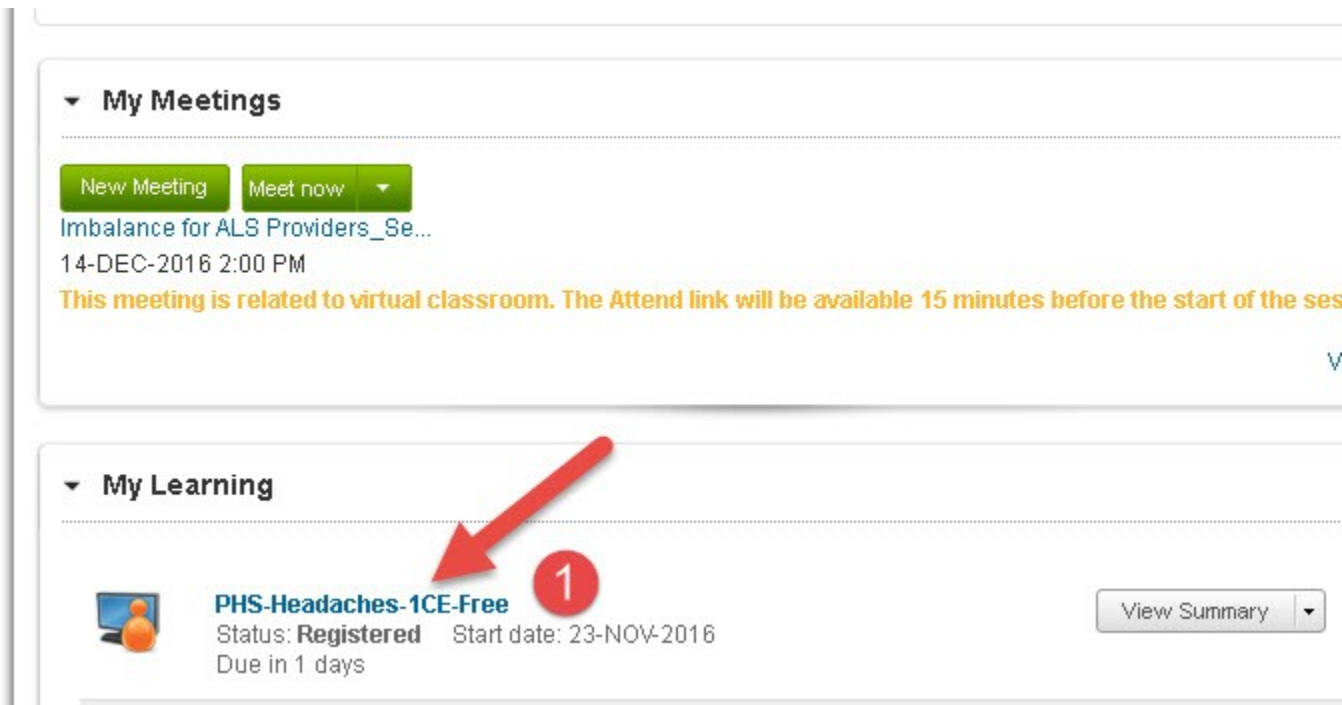 My Meetings
New Meeting Meet now
Imbalance for ALS Providers_Se...
14-DEC-2016 2:00 PM
This meeting is related to virtual classroom. The Attend link will be available 15 minutes before the start of the ses
My Learning
PHS-Headaches-1CE-Free 1
Status: Registered Start date: 23-NOV-2016 View Summary
Due in 1 days